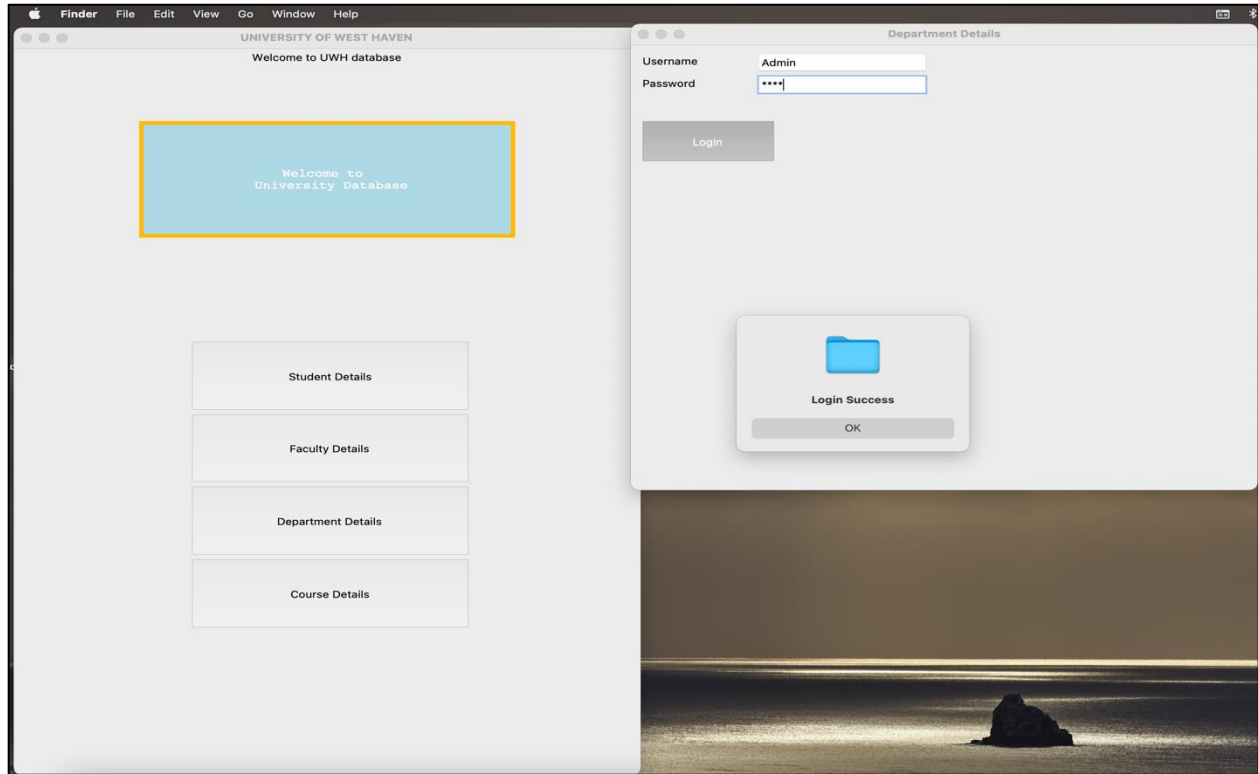 Finder File Edit View Go Window Help
UNIVERSITY OF WEST HAVEN
Welcome to UWH database
Welcome to
University Database
Student Details
Faculty Details
Department Details
Course Details
Department Details
Username Admin
Password ****
Login
Login Success
OK